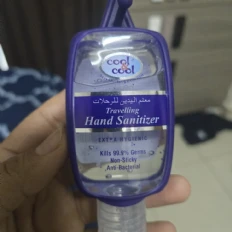 cool
cool
معقم اليدين للرحلات
Travelling
Hand Sanitizer
Kills 99.9% Germs
Non-Sticky
Anti-Bacterial